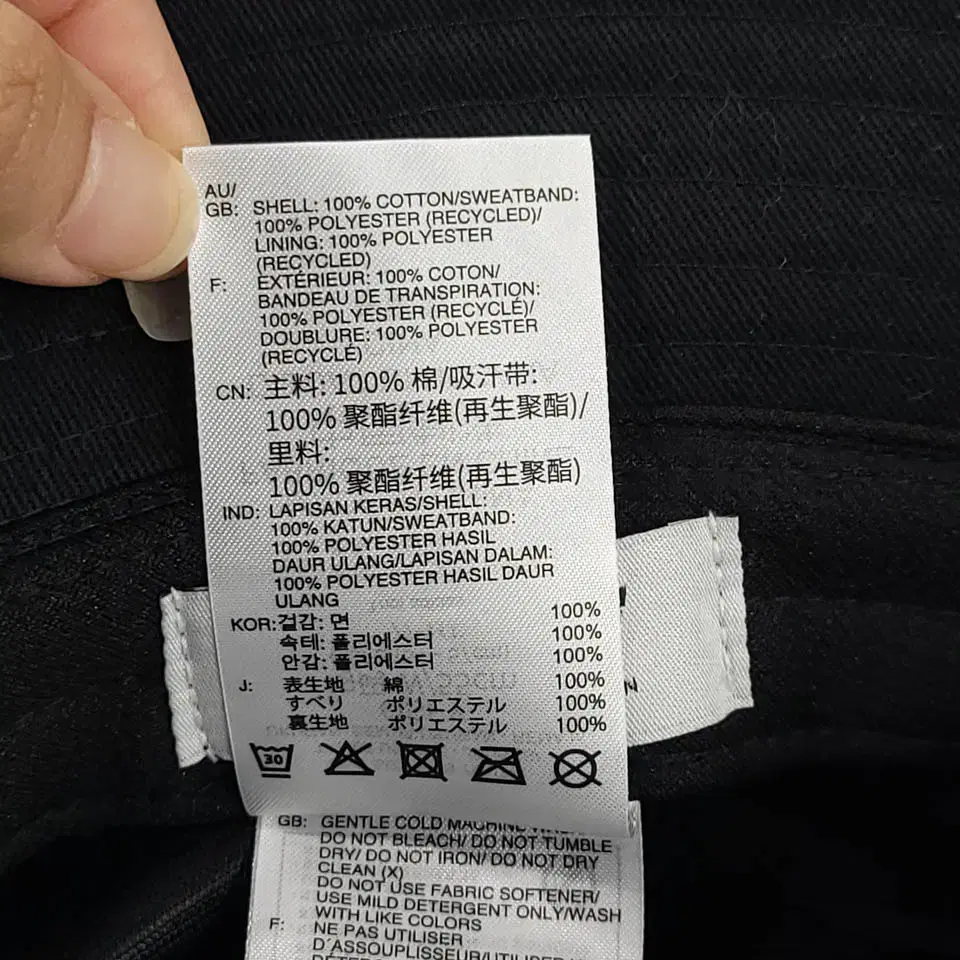 AU/
GB: SHELL: 100% COTTON/SWEATBAND:
100% POLYESTER (RECYCLED)/
LINING: 100% POLYESTER
(RECYCLED)
F: EXTÉRIEUR: 100% COTON/
BANDEAU DE TRANSPIRATION:
100% POLYESTER (RECYCLÉ)/
DOUBLURE: 100% POLYESTER
(RECYCLÉ)
CN: 主料: 100% 棉/吸汗带:
100% 聚酯纤维(再生聚酯)/
里料:
100% 聚酯纤维(再生聚酯)
IND: LAPISAN KERAS/SHELL:
100% KATUN/SWEATBAND:
100% POLYESTER HASIL
DAUR ULANG/LAPISAN DALAM:
100% POLYESTER HASIL DAUR
ULANG
KOR: 겉감: 면 100%
속테: 폴리에스터 100%
안감: 폴리에스터 100%
J: 表生地 綿 100%
すべり ポリエステル 100%
裏生地 ポリエステル 100%
30
GB: GENTLE COLD MACHINE WASH/
DO NOT BLEACH/ DO NOT TUMBLE
DRY/ DO NOT IRON/ DO NOT DRY
CLEAN (X)
DO NOT USE FABRIC SOFTENER/
USE MILD DETERGENT ONLY/WASH
WITH LIKE COLORS
F: NE PAS UTILISER
D´ASSOUPLISSEUR/UTILISER